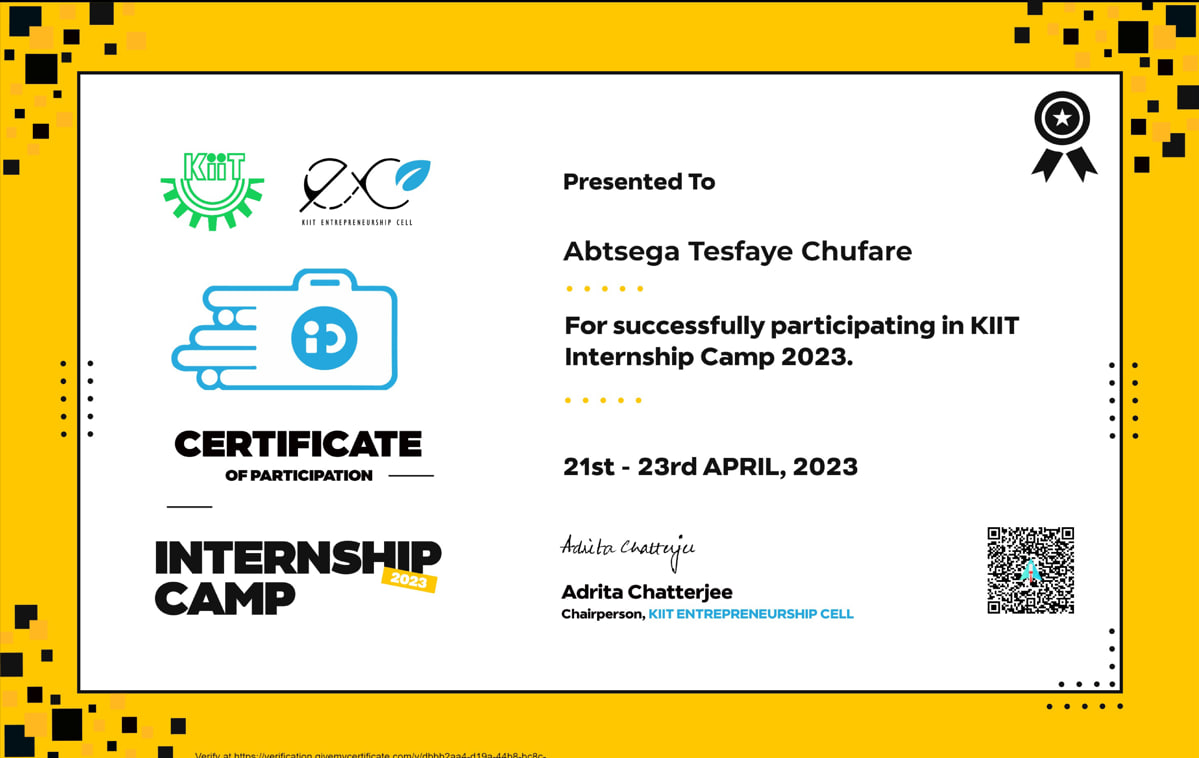 KiiT
exc
KIIT ENTREPRENEURSHIP CELL
iD
CERTIFICATE
OF PARTICIPATION
INTERNSHIP
2023
CAMP
Presented To
Abtsega Tesfaye Chufare
For successfully participating in KIIT
Internship Camp 2023.
21st - 23rd APRIL, 2023
Adrita Chatterjee
Adrita Chatterjee
Chairperson, KIIT ENTREPRENEURSHIP CELL
Verify at https://verification.givemycertificate.com/v/dbbb2aa4-d19a-44b8-bc8c-